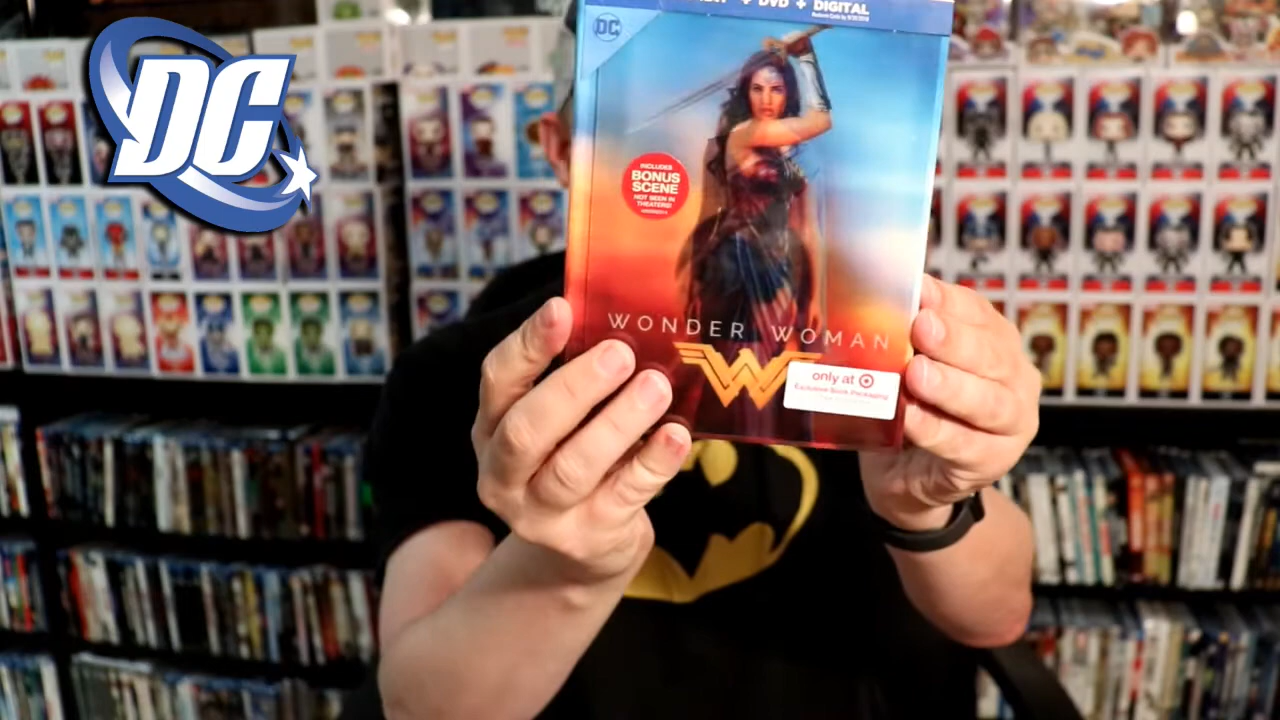 DC
+ DVD + DIGITAL
DC
INCLUDES
BONUS
SCENE
NOT SEEN IN
THEATERS!
WONDER WOMAN
only at
Exclusive Book Packaging